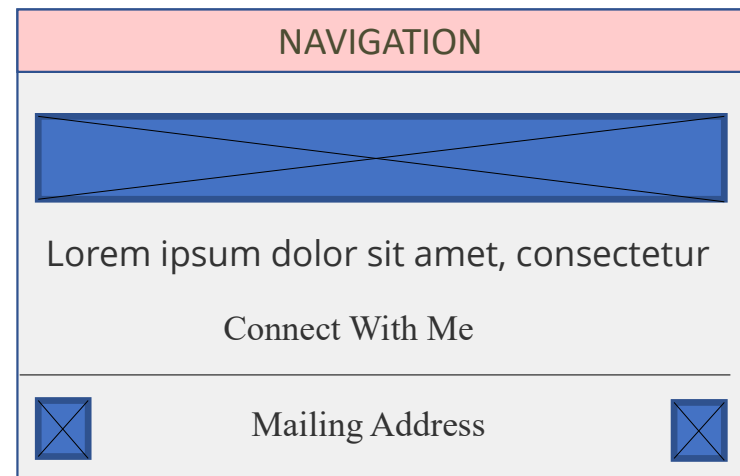 NAVIGATION
Lorem ipsum dolor sit amet, consectetur
Connect With Me
Mailing Address